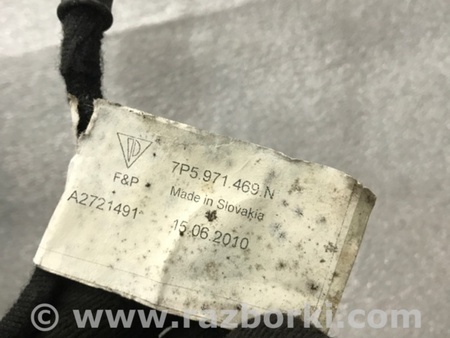 7P5.971.469.N
F&P
Made in Slovakia
A2721491
15.06.2010
© www.razborki.com